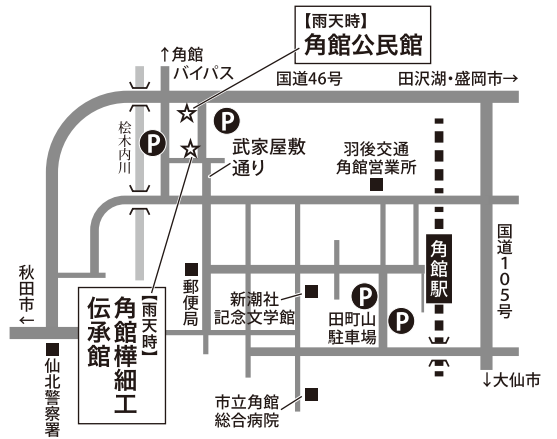 【雨天時】
角館公民館
↑角館
バイパス
国道46号
田沢湖・盛岡市→
桧木内川
P
P
武家屋敷
通り
羽後交通
角館営業所
角館駅
国道105号
秋田市←
【雨天時】
角館樺細工
伝承館
郵便局
新潮社
記念文学館
P
田町山
駐車場
P
仙北警察署
市立角館
総合病院
↓大仙市